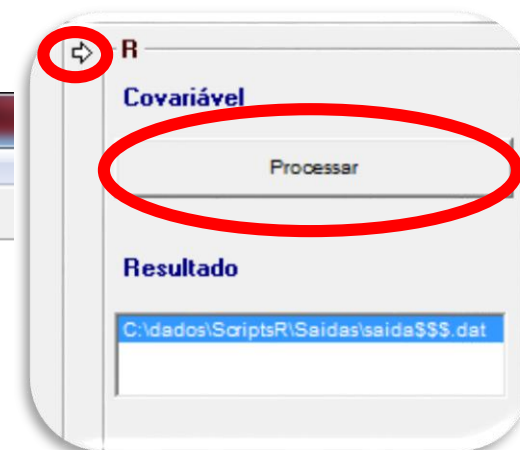 R
Covariável
Processar
Resultado
C:\dados\ScriptsR\Saidas\saida$$$.dat